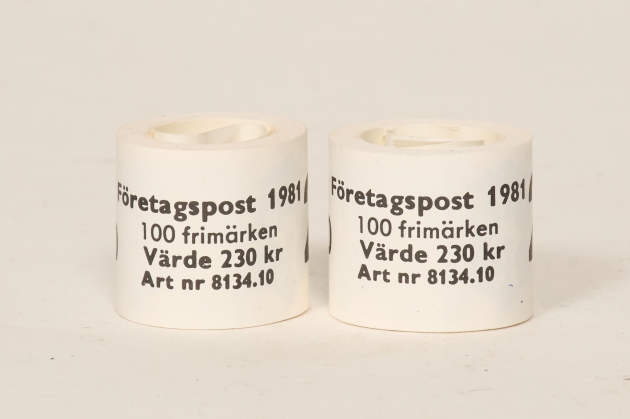 Företagspost 1981
100 frimärken
Värde 230 kr
Art nr 8134.10
Företagspost 1981
100 frimärken
Värde 230 kr
Art nr 8134.10